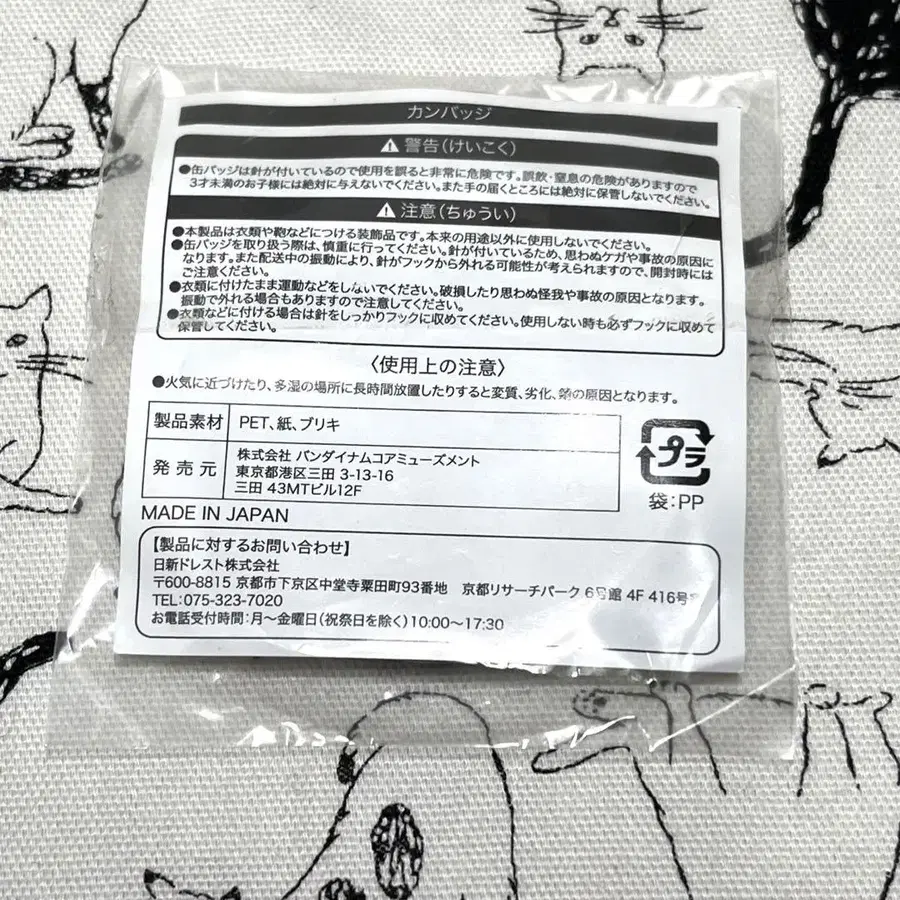 カンバッジ
⚠警告(けいこく)
●缶バッジは針が付いているので使用を誤ると非常に危険です。誤飲・窒息の危険がありますので
3才未満のお子様には絶対に与えないでください。また手の届くところには絶対に保管しないでください。
⚠注意(ちゅうい)
●本製品は衣類や鞄などにつける装飾品です。本来の用途以外に使用しないでください。
●缶バッジを取り扱う際は、慎重に行ってください。針が付いているため、思わぬケガや事故の原因に
なります。また配送中の振動により、針がフックから外れる可能性が考えられますので、開封時には
ご注意ください。
●衣類に付けたまま運動などをしないでください。破損したり思わぬ怪我や事故の原因となります。
振動で外れる場合もありますので注意してください。
●衣類などに付ける場合は針をしっかりフックに収めてください。使用しない時も必ずフックに収めて
保管してください。
〈使用上の注意〉
●火気に近づけたり、多湿の場所に長時間放置したりすると変質、劣化、錆の原因となります。
製品素材 PET、紙、ブリキ
発売元 株式会社 バンダイナムコアミューズメント
東京都港区三田 3-13-16
三田 43MTビル12F
プラ
袋:PP
MADE IN JAPAN
【製品に対するお問い合わせ】
日新ドレスト株式会社
〒600-8815 京都市下京区中堂寺粟田町93番地 京都リサーチパーク 6号館 4F 416号
TEL:075-323-7020
お電話受付時間:月〜金曜日(祝祭日を除く)10:00〜17:30